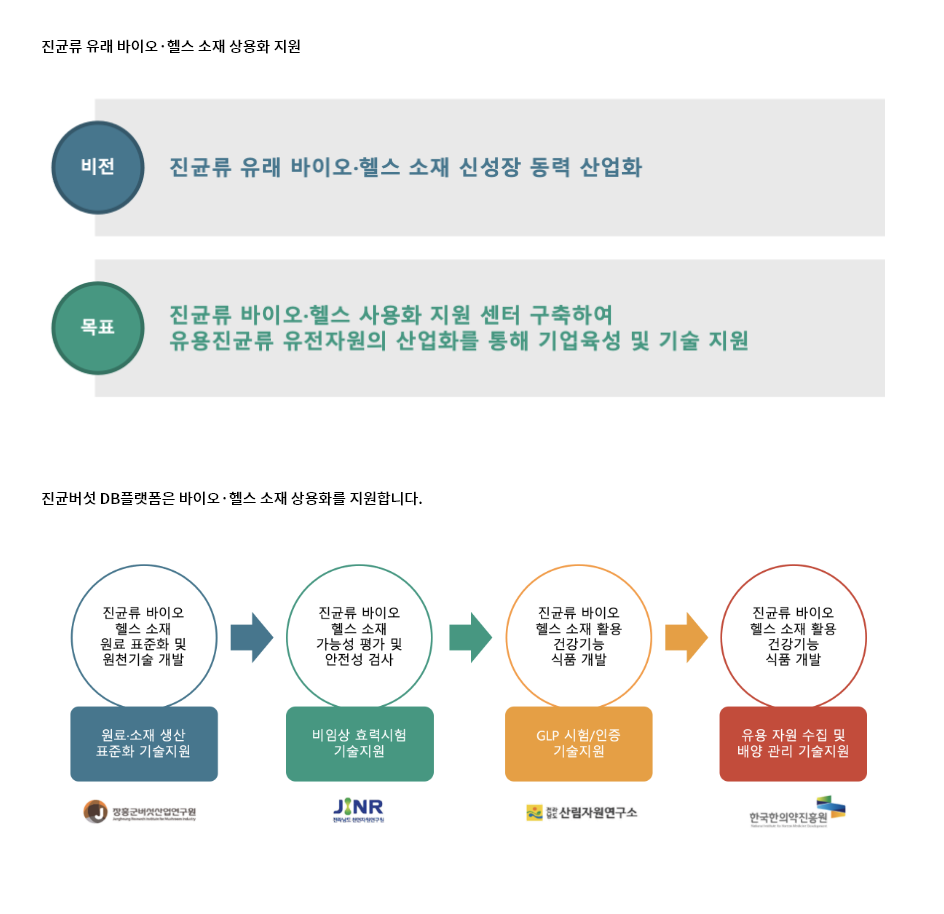 진균류 유래 바이오·헬스 소재 상용화 지원
비전
진균류 유래 바이오·헬스 소재 신성장 동력 산업화
목표
진균류 바이오·헬스 사용화 지원 센터 구축하여
유용진균류 유전자원의 산업화를 통해 기업육성 및 기술 지원
진균버섯 DB플랫폼은 바이오·헬스 소재 상용화를 지원합니다.
진균류 바이오
헬스 소재
원료 표준화 및
원천기술 개발
진균류 바이오
헬스 소재
가능성 평가 및
안전성 검사
진균류 바이오
헬스 소재 활용
건강기능
식품 개발
진균류 바이오
헬스 소재 활용
건강기능
식품 개발
원료·소재 생산
표준화 기술지원
비임상 효력시험
기술지원
GLP 시험/인증
기술지원
유용 자원 수집 및
배양 관리 기술지원
장흥군버섯산업연구원
JINR
산림자원연구소
한국한의약진흥원